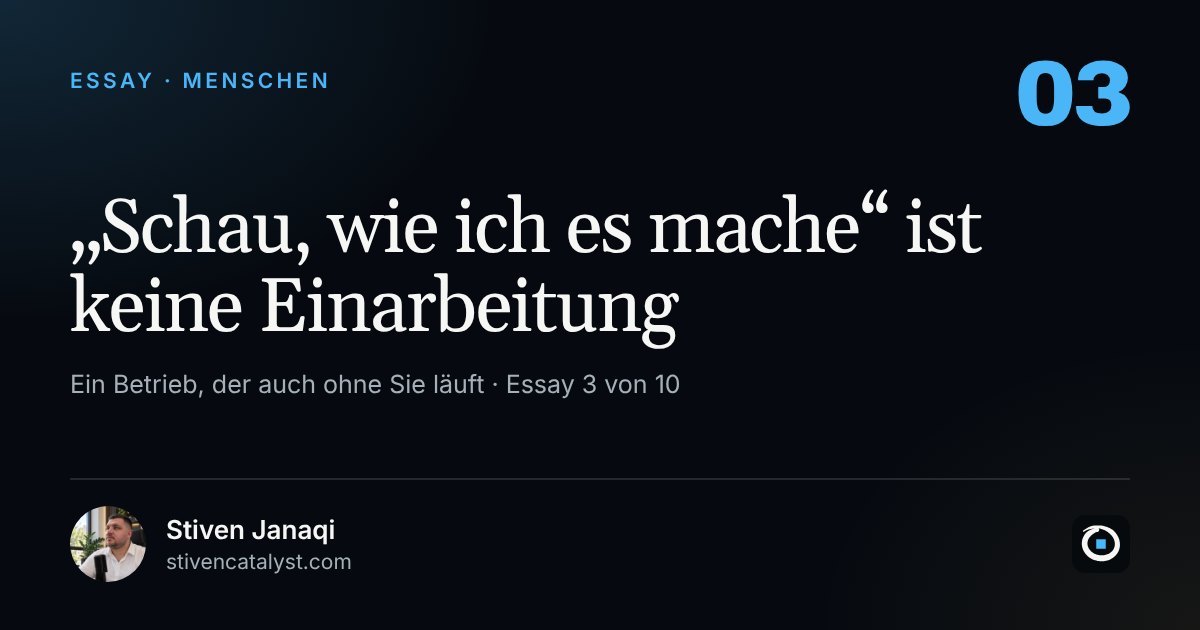 ESSAY · MENSCHEN
03
„Schau, wie ich es mache“ ist
keine Einarbeitung
Ein Betrieb, der auch ohne Sie läuft · Essay 3 von 10
Stiven Janaqi
stivencatalyst.com